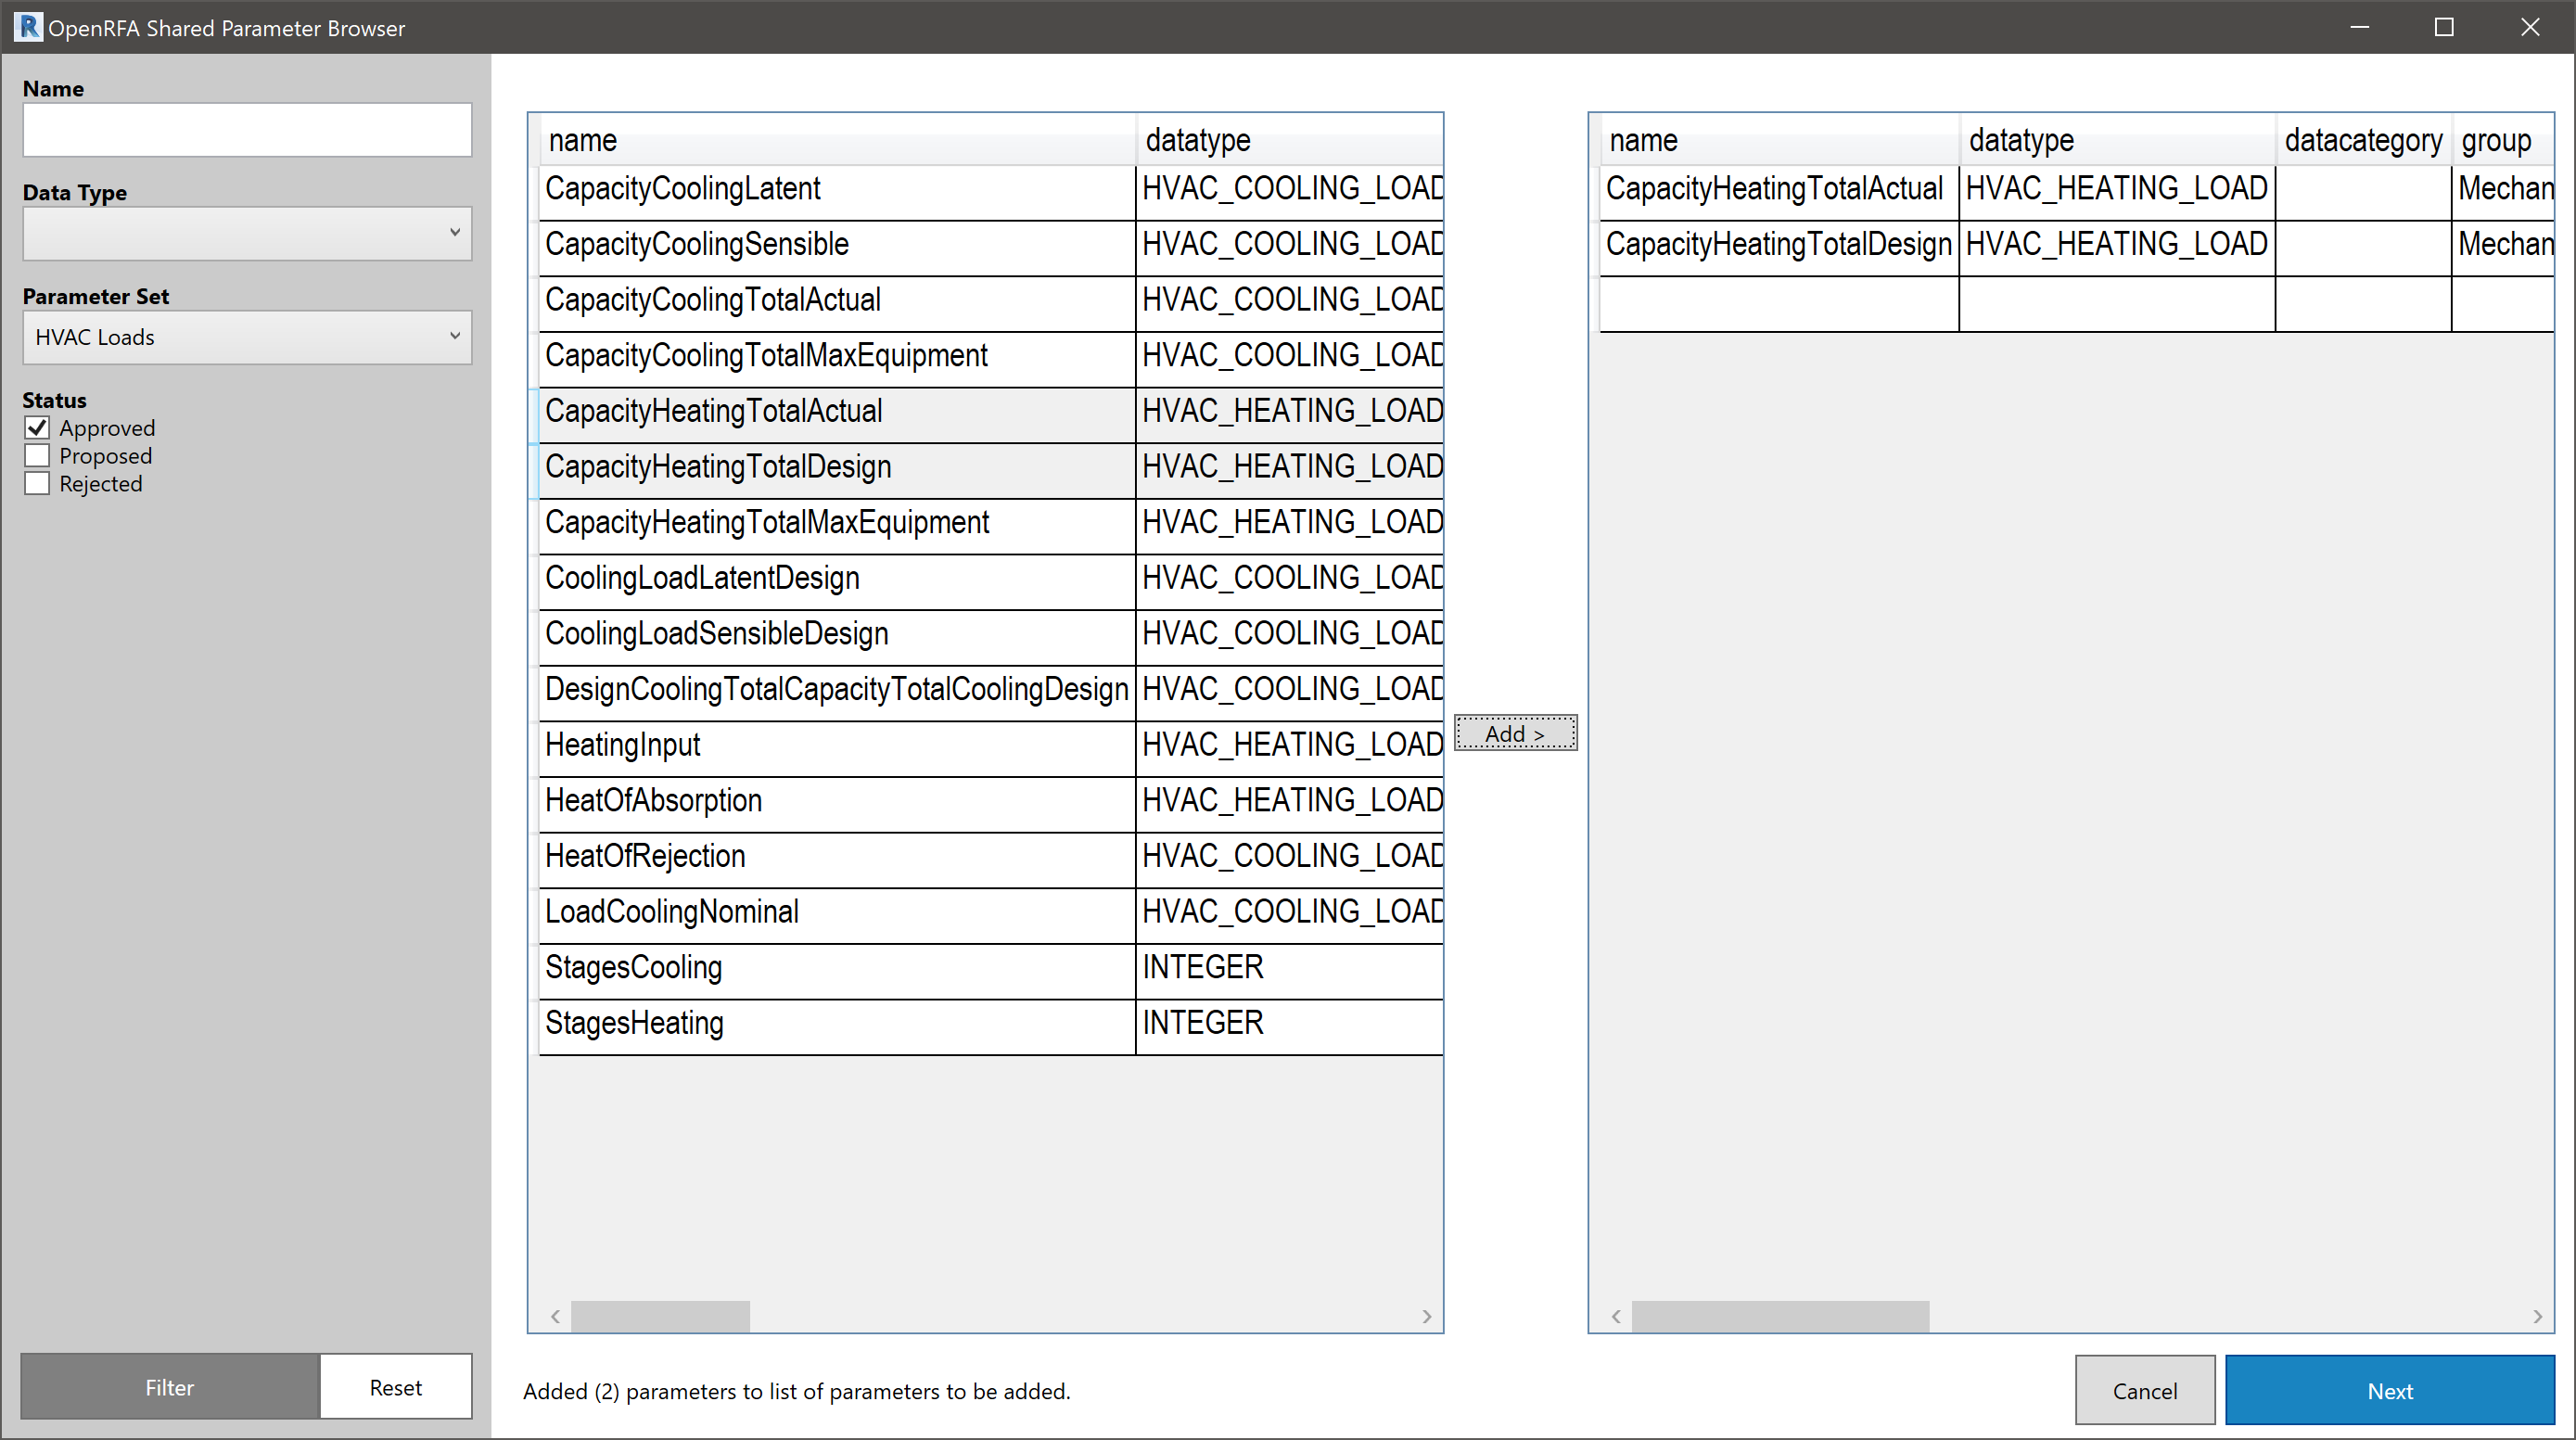 OpenRFA Shared Parameter Browser
Name
Data Type
Parameter Set
HVAC Loads
Status
Approved
Proposed
Rejected
Filter
Reset
name datatype
CapacityCoolingLatent HVAC_COOLING_LOAD
CapacityCoolingSensible HVAC_COOLING_LOAD
CapacityCoolingTotalActual HVAC_COOLING_LOAD
CapacityCoolingTotalMaxEquipment HVAC_COOLING_LOAD
CapacityHeatingTotalActual HVAC_HEATING_LOAD
CapacityHeatingTotalDesign HVAC_HEATING_LOAD
CapacityHeatingTotalMaxEquipment HVAC_HEATING_LOAD
CoolingLoadLatentDesign HVAC_COOLING_LOAD
CoolingLoadSensibleDesign HVAC_COOLING_LOAD
DesignCoolingTotalCapacityTotalCoolingDesign HVAC_COOLING_LOAD
HeatingInput HVAC_HEATING_LOAD
HeatOfAbsorption HVAC_HEATING_LOAD
HeatOfRejection HVAC_COOLING_LOAD
LoadCoolingNominal HVAC_COOLING_LOAD
StagesCooling INTEGER
StagesHeating INTEGER
Add >
name datatype datacategory group
CapacityHeatingTotalActual HVAC_HEATING_LOAD Mechan
CapacityHeatingTotalDesign HVAC_HEATING_LOAD Mechan
Added (2) parameters to list of parameters to be added.
Cancel
Next